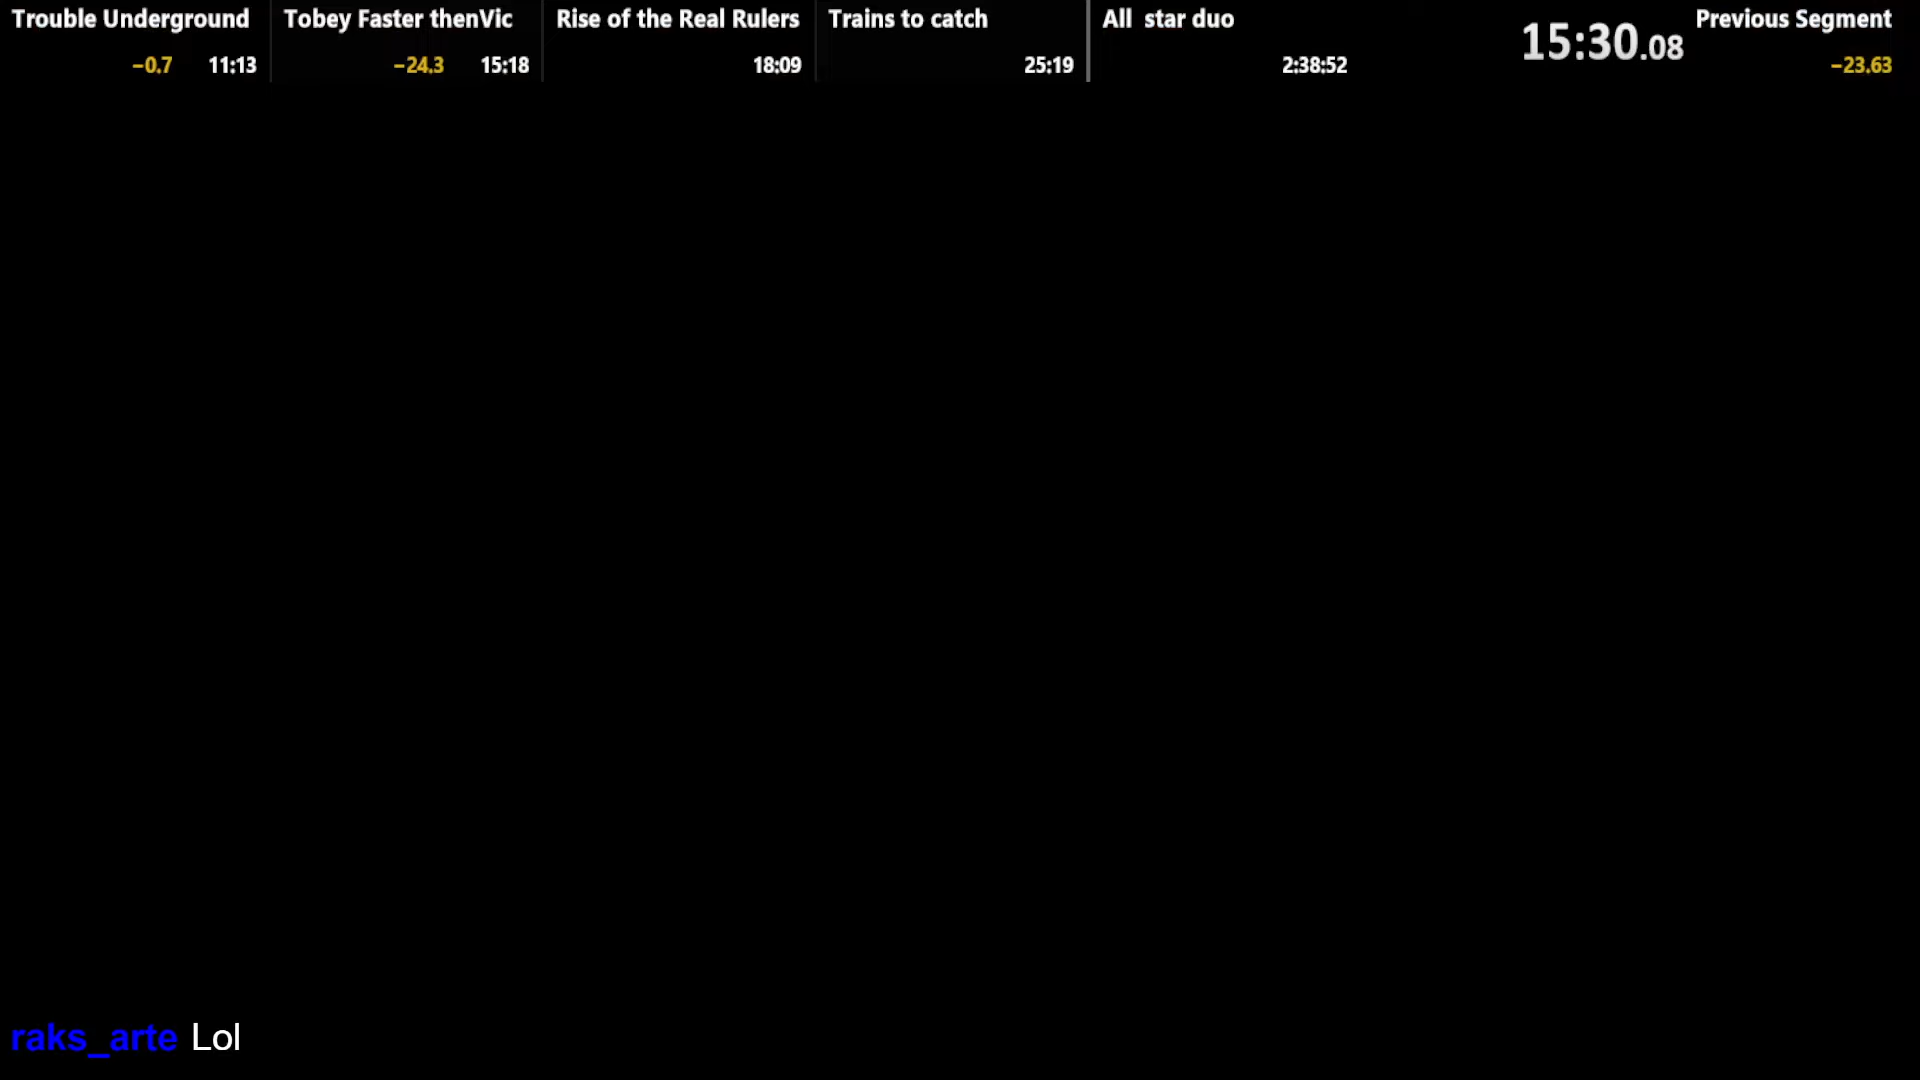 Trouble Underground
−0.7 11:13
Tobey Faster thenVic
−24.3 15:18
Rise of the Real Rulers
18:09
Trains to catch
25:19
All star duo
2:38:52
15:30.08
Previous Segment
−23.63
raks_arte Lol